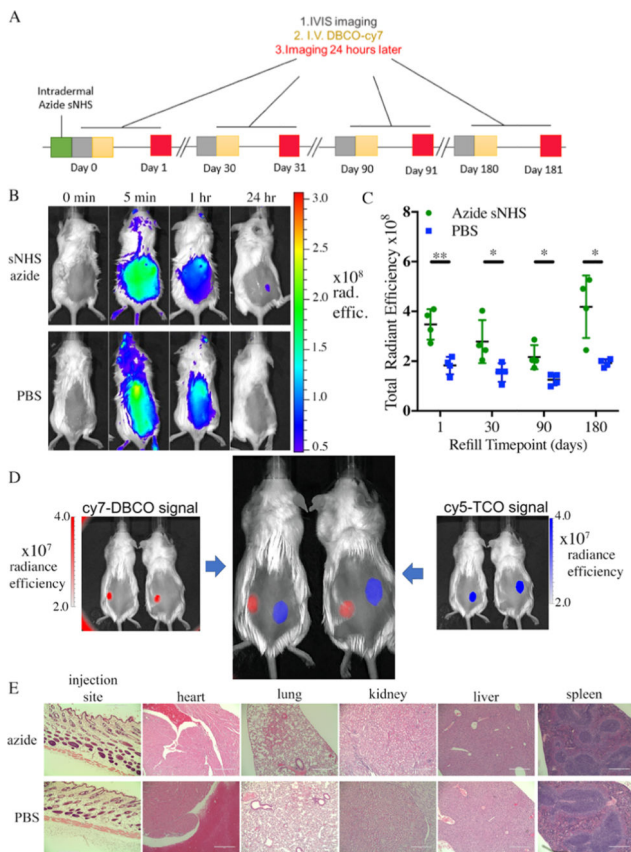 A
1.IVIS imaging
2. I.V. DBCO-cy7
3.Imaging 24 hours later
Intradermal
Azide sNHS
Day 0 Day 1 Day 30 Day 31 Day 90 Day 91 Day 180 Day 181
B
0 min 5 min 1 hr 24 hr
sNHS
azide
PBS
3.0
2.5
2.0
1.5
1.0
0.5
x10⁸
rad.
effic.
C
Azide sNHS
PBS
Total Radiant Efficiency x10⁸
8
6
4
2
0
** * * *
1 30 90 180
Refill Timepoint (days)
D
cy7-DBCO signal
4.0
x10⁷
radiance
efficiency
2.0
cy5-TCO signal
4.0
x10⁷
radiance
efficiency
2.0
E
injection
site
heart lung kidney liver spleen
azide
PBS